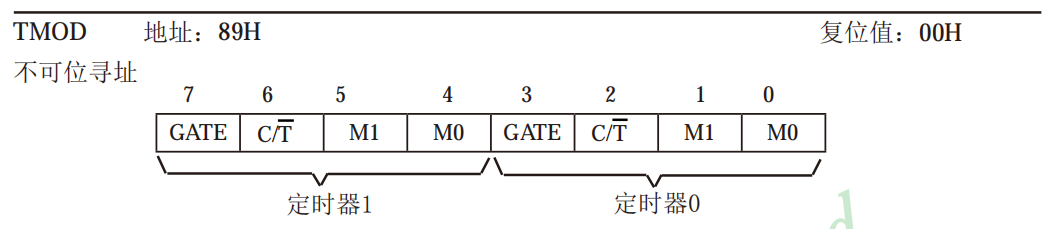 TMOD 地址：89H 复位值：00H
不可位寻址
7 6 5 4 3 2 1 0
GATE C/T̅ M1 M0 GATE C/T̅ M1 M0
定时器1 定时器0
d